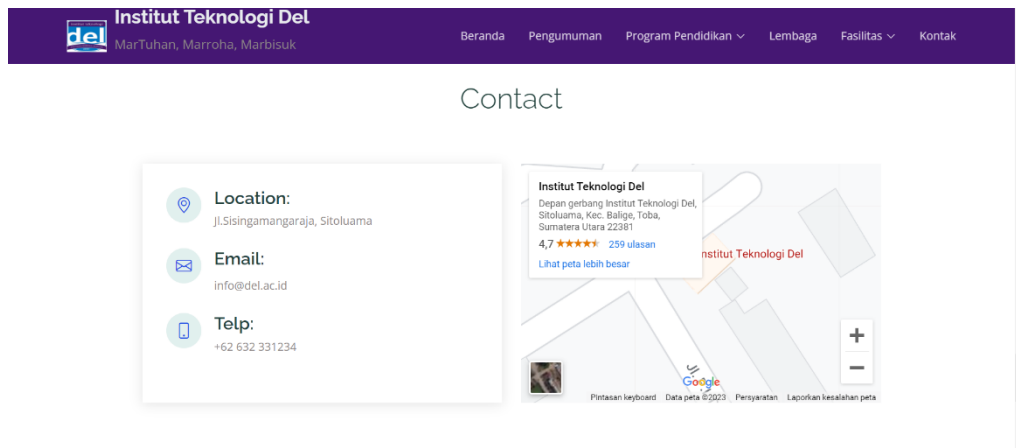 Institut Teknologi Del
MarTuhan, Marroha, Marbisuk
del
Beranda Pengumuman Program Pendidikan Lembaga Fasilitas Kontak
Contact
Location:
Jl.Sisingamangaraja, Sitoluama
Email:
info@del.ac.id
Telp:
+62 632 331234
Institut Teknologi Del
Depan gerbang Institut Teknologi Del,
Sitoluama, Kec. Balige, Toba,
Sumatera Utara 22381
4,7 259 ulasan
Lihat peta lebih besar
nstitut Teknologi Del
Google
Pintasan keyboard Data peta ©2023 Persyaratan Laporkan kesalahan peta